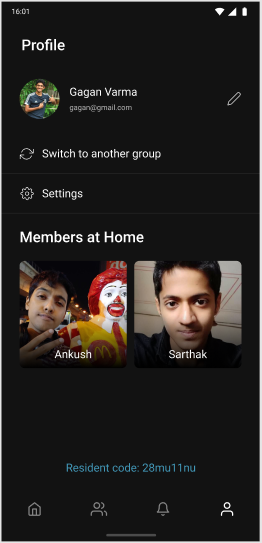 16:01
Profile
Gagan Varma
gagan@gmail.com
Switch to another group
Settings
Members at Home
Ankush
Sarthak
Resident code: 28mu11nu